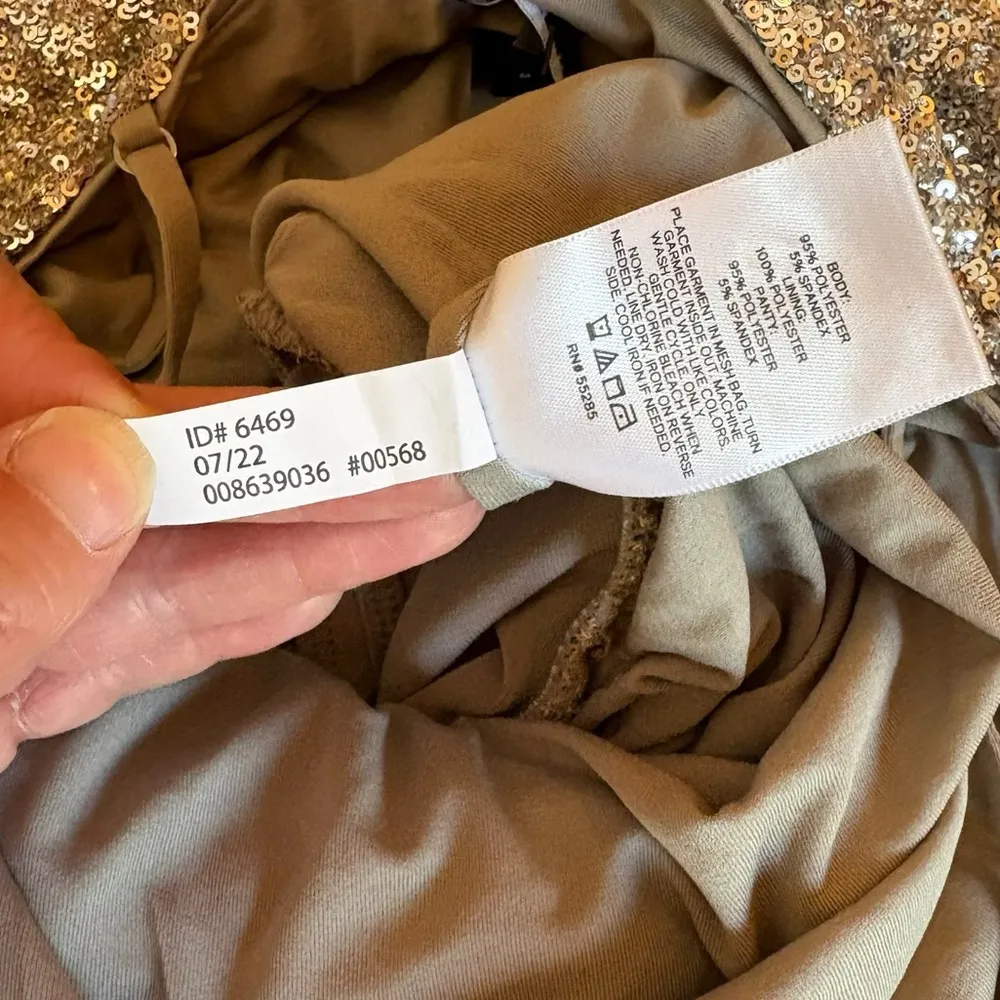 ID# 6469
07/22
008639036 #00568
BODY:
95% POLYESTER
5% SPANDEX
LINING:
100% POLYESTER
PANTY:
95% POLYESTER
5% SPANDEX
PLACE GARMENT IN MESH BAG, TURN
GARMENT INSIDE OUT MACHINE
WASH COLD WITH LIKE COLORS.
GENTLE CYCLE. ONLY
NON-CHLORINE BLEACH WHEN
NEEDED, LINE DRY. IRON ON REVERSE
SIDE. COOL IRON IF NEEDED
RN# 55285